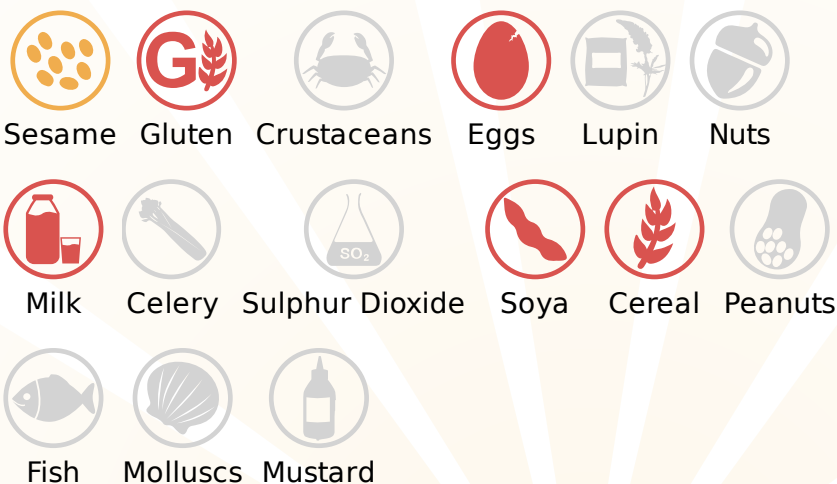 G
Sesame Gluten Crustaceans Eggs Lupin Nuts
SO₂
Milk Celery Sulphur Dioxide Soya Cereal Peanuts
Fish Molluscs Mustard